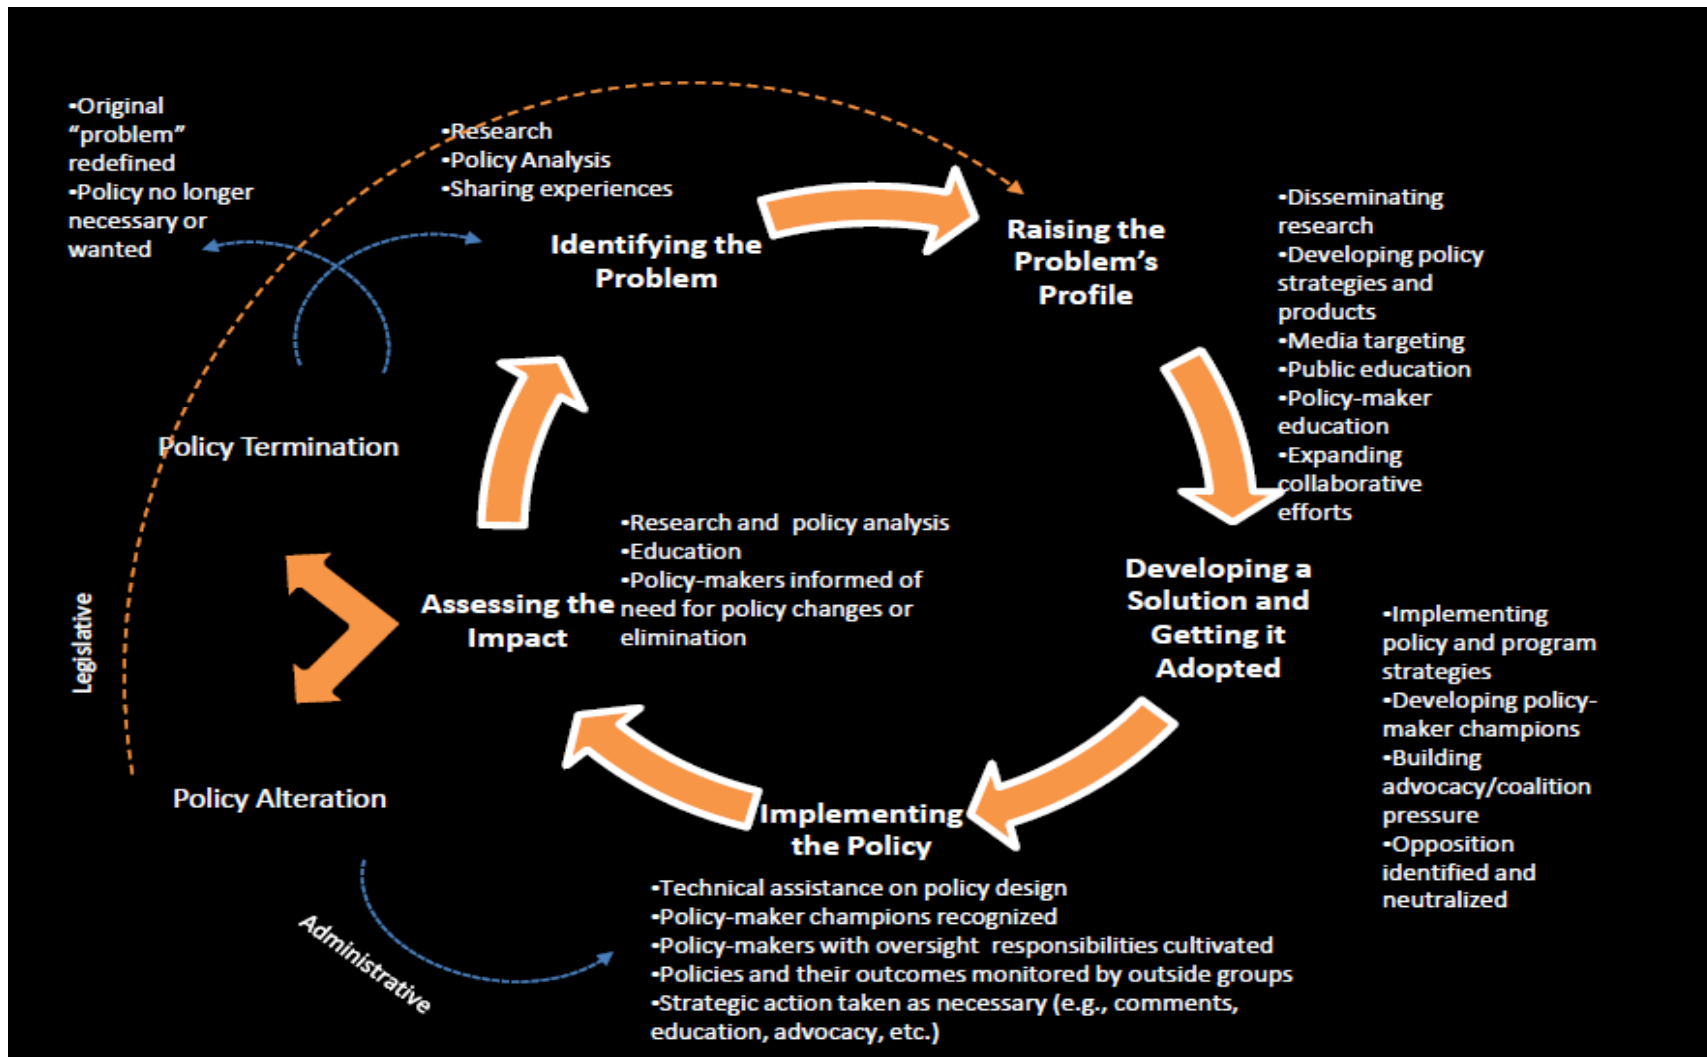 •Original
“problem”
redefined
•Policy no longer
necessary or
wanted
•Research
•Policy Analysis
•Sharing experiences
Identifying the
Problem
Raising the
Problem’s
Profile
•Disseminating
research
•Developing policy
strategies and
products
•Media targeting
•Public education
•Policy-maker
education
•Expanding
collaborative
efforts
Policy Termination
•Research and policy analysis
•Education
•Policy-makers informed of
need for policy changes or
elimination
Assessing the
Impact
Developing a
Solution and
Getting it
Adopted
•Implementing
policy and program
strategies
•Developing policy-
maker champions
•Building
advocacy/coalition
pressure
•Opposition
identified and
neutralized
Legislative
Policy Alteration
Implementing
the Policy
•Technical assistance on policy design
•Policy-maker champions recognized
•Policy-makers with oversight responsibilities cultivated
•Policies and their outcomes monitored by outside groups
•Strategic action taken as necessary (e.g., comments,
education, advocacy, etc.)
Administrative